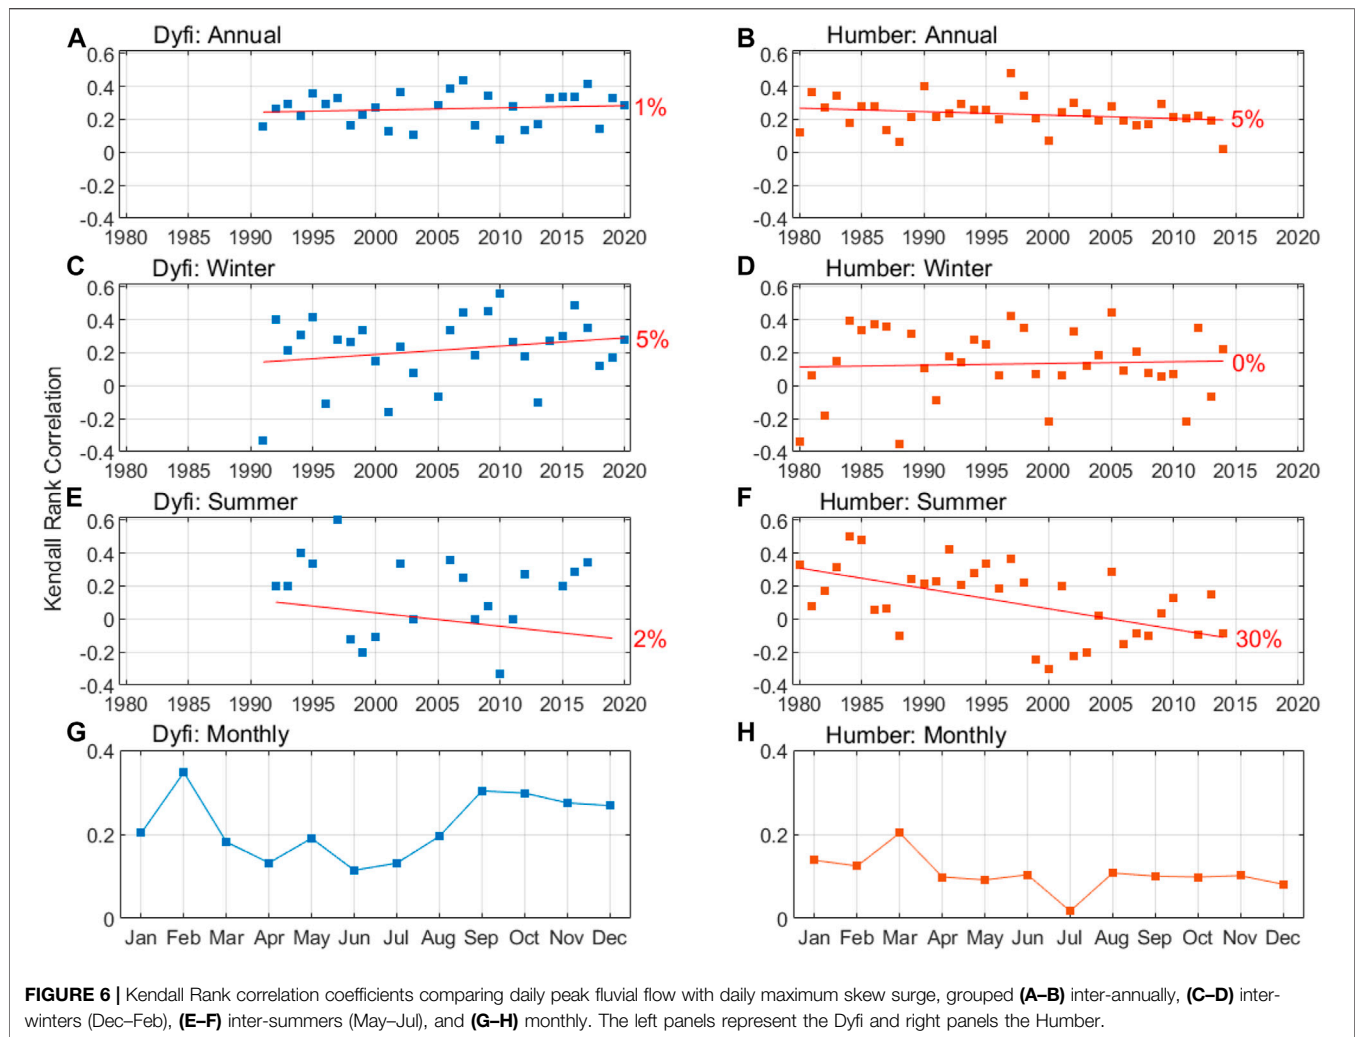 A Dyfi: Annual
0.6
0.4
0.2
0
-0.2
-0.4
1%
1980 1985 1990 1995 2000 2005 2010 2015 2020
B Humber: Annual
0.6
0.4
0.2
0
-0.2
-0.4
5%
1980 1985 1990 1995 2000 2005 2010 2015 2020
Kendall Rank Correlation
C Dyfi: Winter
0.6
0.4
0.2
0
-0.2
-0.4
5%
1980 1985 1990 1995 2000 2005 2010 2015 2020
D Humber: Winter
0.6
0.4
0.2
0
-0.2
-0.4
0%
1980 1985 1990 1995 2000 2005 2010 2015 2020
E Dyfi: Summer
0.6
0.4
0.2
0
-0.2
-0.4
2%
1980 1985 1990 1995 2000 2005 2010 2015 2020
F Humber: Summer
0.6
0.4
0.2
0
-0.2
-0.4
30%
1980 1985 1990 1995 2000 2005 2010 2015 2020
G Dyfi: Monthly
0.4
0.2
0
Jan Feb Mar Apr May Jun Jul Aug Sep Oct Nov Dec
H Humber: Monthly
0.4
0.2
0
Jan Feb Mar Apr May Jun Jul Aug Sep Oct Nov Dec
FIGURE 6 | Kendall Rank correlation coefficients comparing daily peak fluvial flow with daily maximum skew surge, grouped (A–B) inter-annually, (C–D) inter-
winters (Dec–Feb), (E–F) inter-summers (May–Jul), and (G–H) monthly. The left panels represent the Dyfi and right panels the Humber.